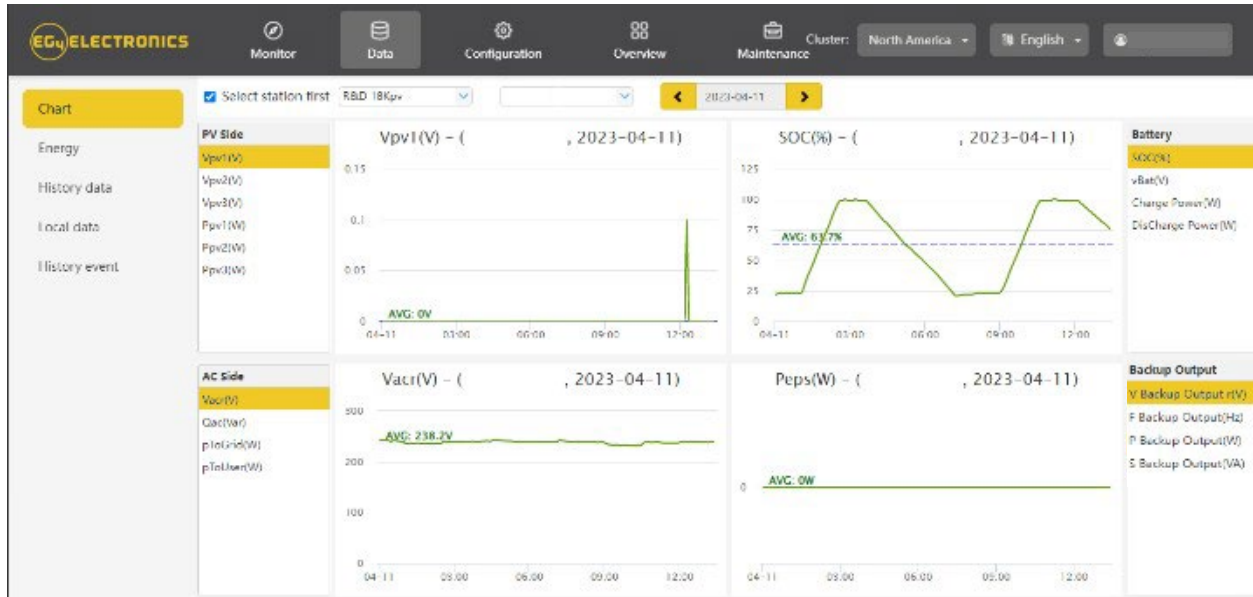 EG4 ELECTRONICS
Monitor
Data
Configuration
Overview
Maintenance
Cluster:
North America
English
Chart
Energy
History data
Local data
History event
Select station first
R&D 18Kpv
2023-04-11
PV Side
Vpv1(V)
Vpv2(V)
Vpv3(V)
Ppv1(W)
Ppv2(W)
Ppv3(W)
Vpv1(V) - ( , 2023-04-11)
0.15
0.1
0.05
0
AVG: 0V
04-11 03:00 06:00 09:00 12:00
SOC(%) - ( , 2023-04-11)
125
100
75
50
25
0
AVG: 63.7%
04-11 03:00 06:00 09:00 12:00
Battery
SOC(%)
vBat(V)
Charge Power(W)
DisCharge Power(W)
AC Side
Vacr(V)
Qac(Var)
pToGrid(W)
pToUser(W)
Vacr(V) - ( , 2023-04-11)
300
200
100
0
AVG: 238.2V
04-11 03:00 06:00 09:00 12:00
Peps(W) - ( , 2023-04-11)
0
AVG: 0W
04-11 03:00 06:00 09:00 12:00
Backup Output
V Backup Output r(V)
F Backup Output(Hz)
P Backup Output(W)
S Backup Output(VA)